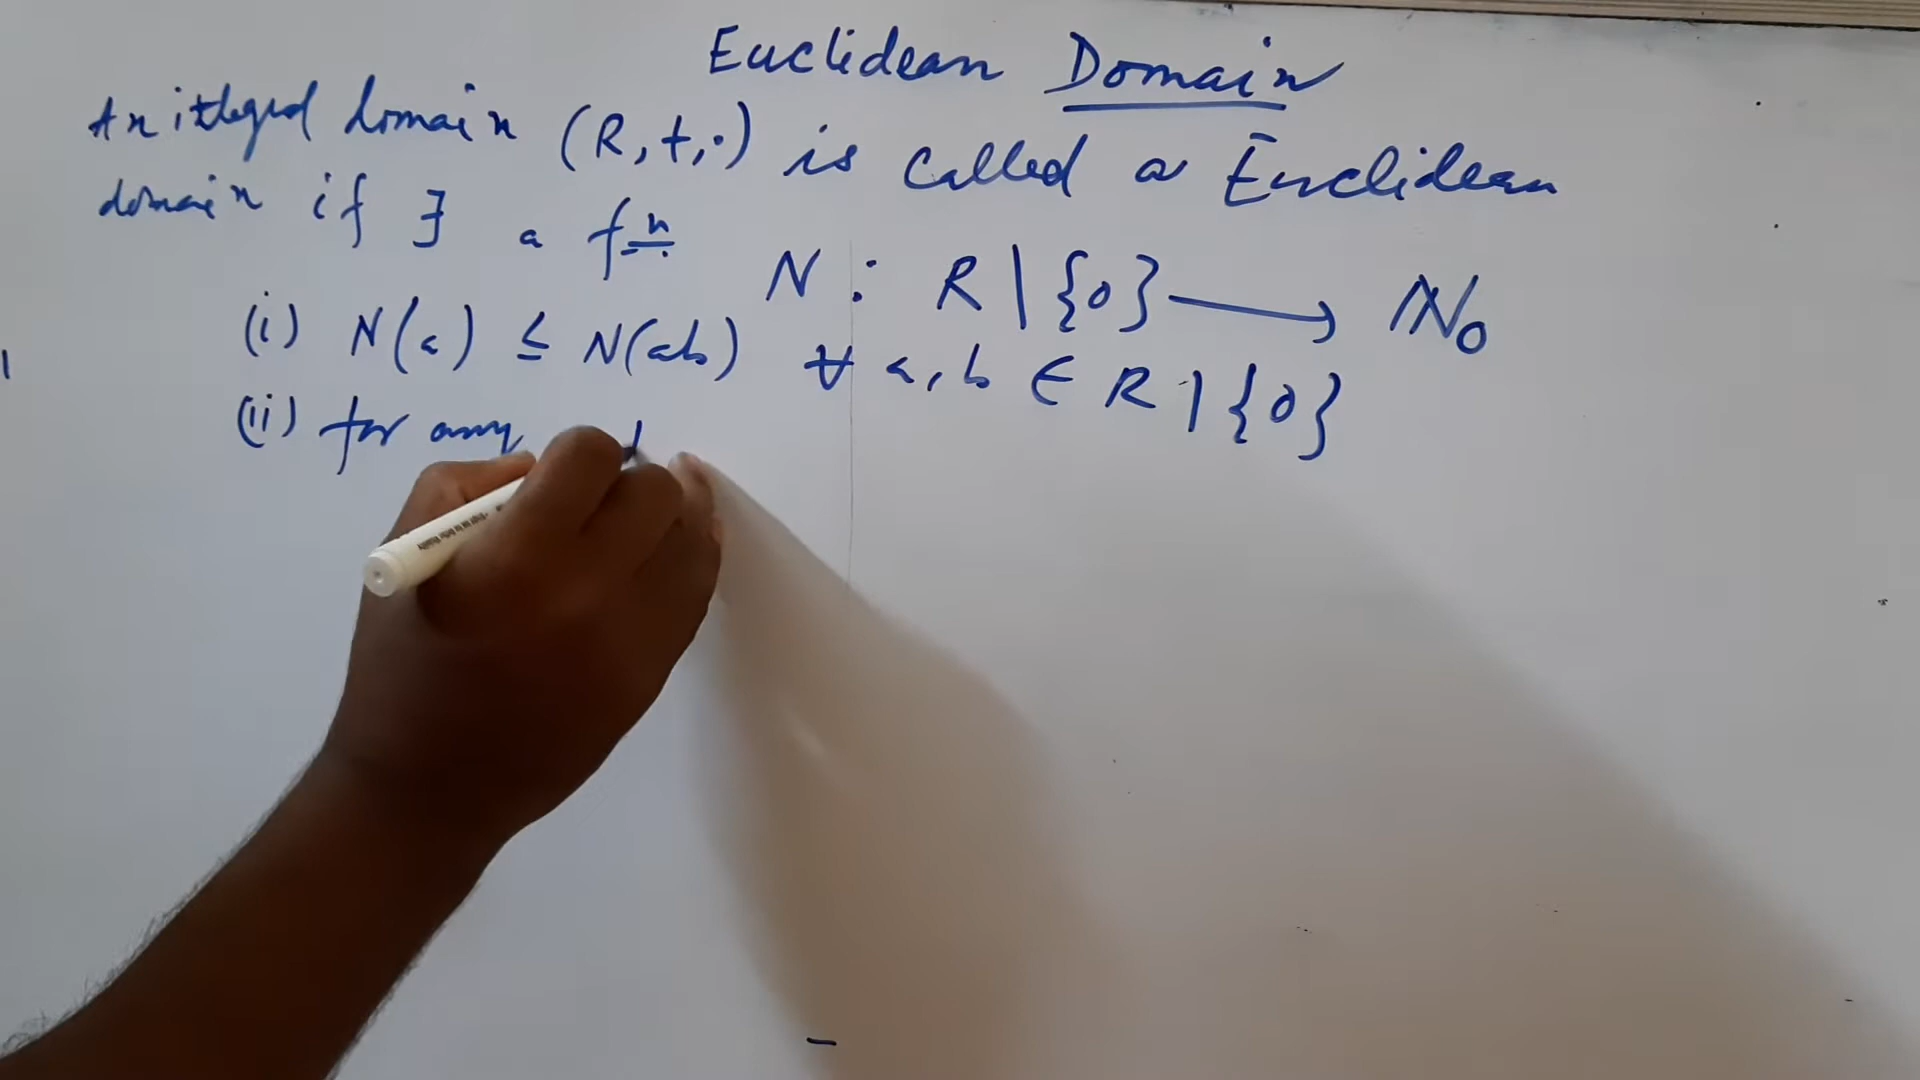 Euclidean Domain
An integral domain (R, +, ·) is called a Euclidean
domain if ∃ a fn. N : R \ {0} ⟶ ℕ₀
(i) N(a) ≤ N(ab) ∀ a, b ∈ R \ {0}
(ii) for any